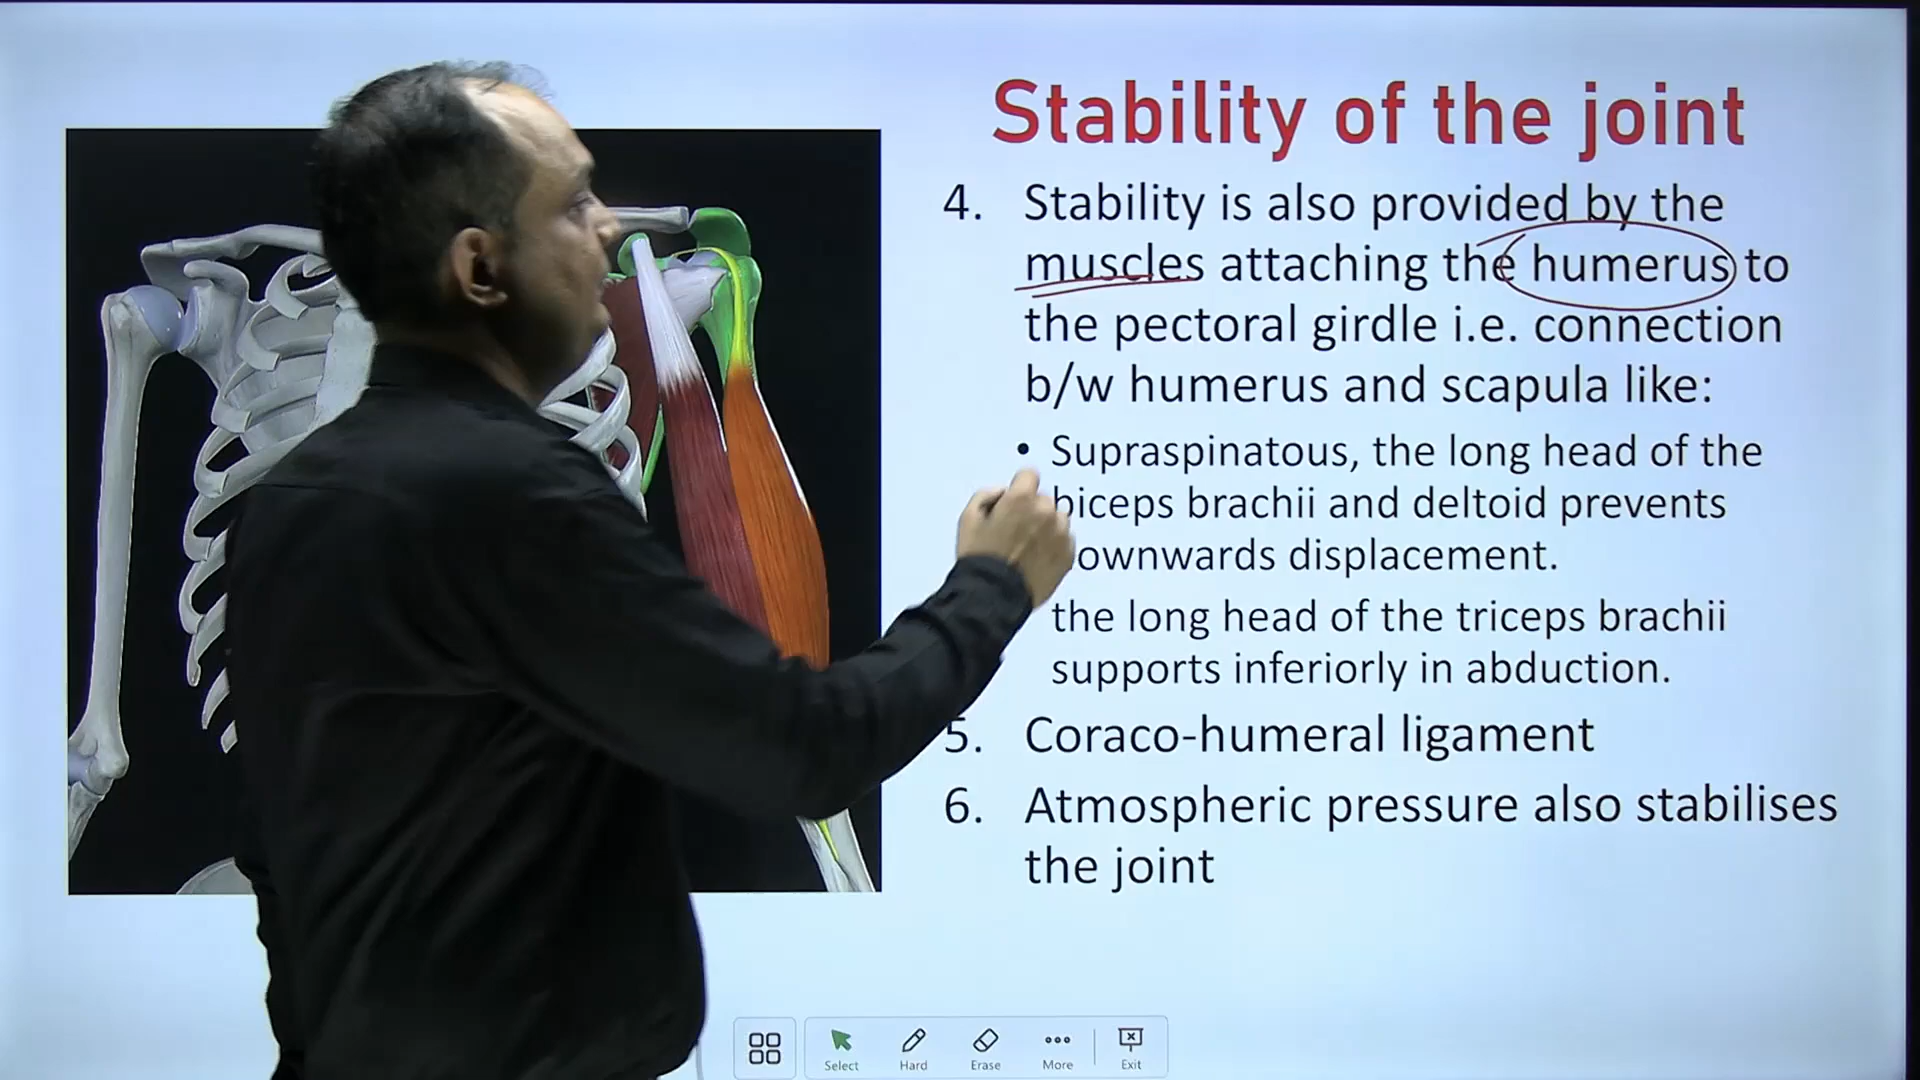 Stability of the joint
4. Stability is also provided by the
muscles attaching the humerus to
the pectoral girdle i.e. connection
b/w humerus and scapula like:
• Supraspinatous, the long head of the
biceps brachii and deltoid prevents
ownwards displacement.
the long head of the triceps brachii
supports inferiorly in abduction.
5. Coraco-humeral ligament
6. Atmospheric pressure also stabilises
the joint
Select Hard Erase More Exit